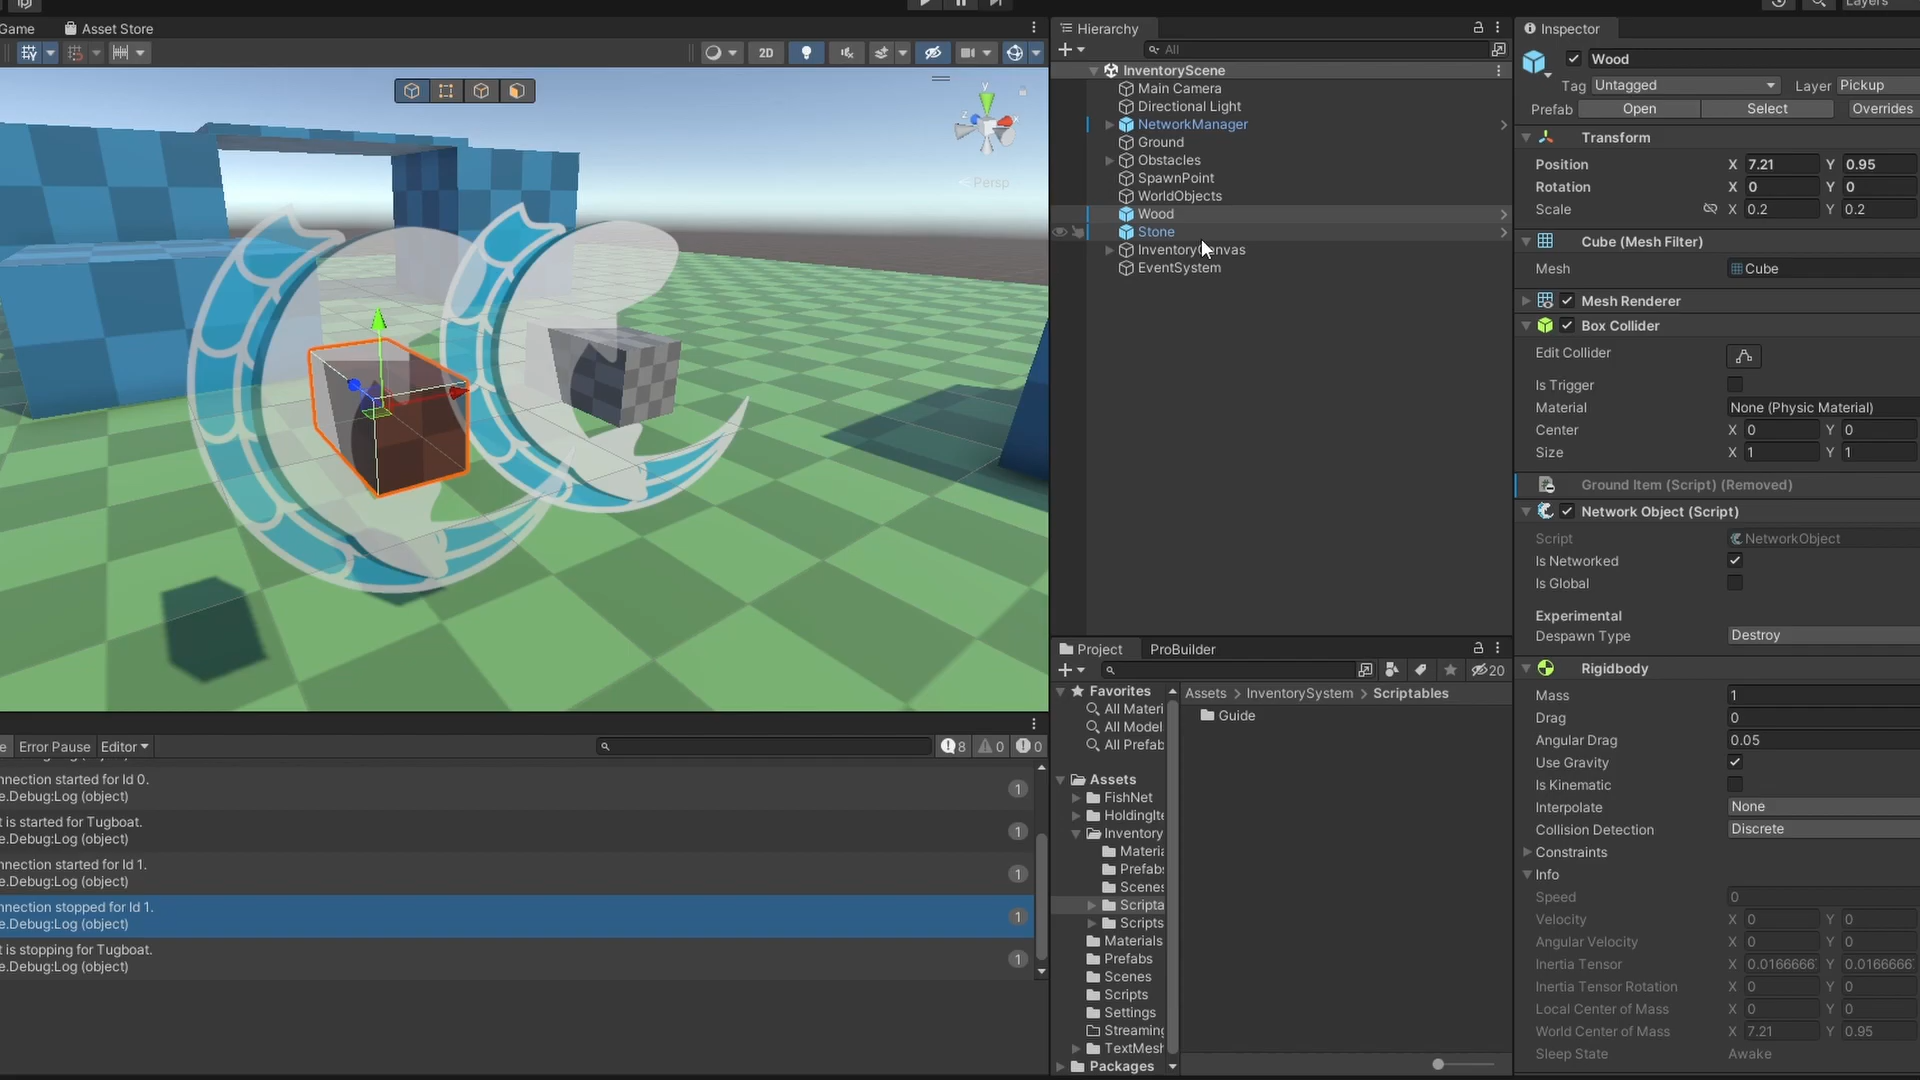 Layers
Game
Asset Store
2D
Persp
Hierarchy
All
InventoryScene
Main Camera
Directional Light
NetworkManager
Ground
Obstacles
SpawnPoint
WorldObjects
Wood
Stone
InventoryCanvas
EventSystem
Inspector
Wood
Tag Untagged Layer Pickup
Prefab Open Select Overrides
Transform
Position X 7.21 Y 0.95
Rotation X 0 Y 0
Scale X 0.2 Y 0.2
Cube (Mesh Filter)
Mesh Cube
Mesh Renderer
Box Collider
Edit Collider
Is Trigger
Material None (Physic Material)
Center X 0 Y 0
Size X 1 Y 1
Ground Item (Script) (Removed)
Network Object (Script)
Script NetworkObject
Is Networked
Is Global
Experimental
Despawn Type Destroy
Rigidbody
Mass 1
Drag 0
Angular Drag 0.05
Use Gravity
Is Kinematic
Interpolate None
Collision Detection Discrete
Constraints
Info
Speed 0
Velocity X 0 Y 0
Angular Velocity X 0 Y 0
Inertia Tensor X 0.0166666 Y 0.0166666
Inertia Tensor Rotation X 0 Y 0
Local Center of Mass X 0 Y 0
World Center of Mass X 7.21 Y 0.95
Sleep State Awake
Project ProBuilder
20
Favorites
All Materi
All Model
All Prefab
Assets
FishNet
HoldingIte
Inventory
Materia
Prefabs
Scenes
Scripta
Scripts
Materials
Prefabs
Scenes
Scripts
Settings
Streaming
TextMesh
Packages
Assets > InventorySystem > Scriptables
Guide
e Error Pause Editor 8 0 0
nnection started for Id 0.
e.Debug:Log (object)
1
t is started for Tugboat.
e.Debug:Log (object)
1
nnection started for Id 1.
e.Debug:Log (object)
1
nnection stopped for Id 1.
e.Debug:Log (object)
1
t is stopping for Tugboat.
e.Debug:Log (object)
1